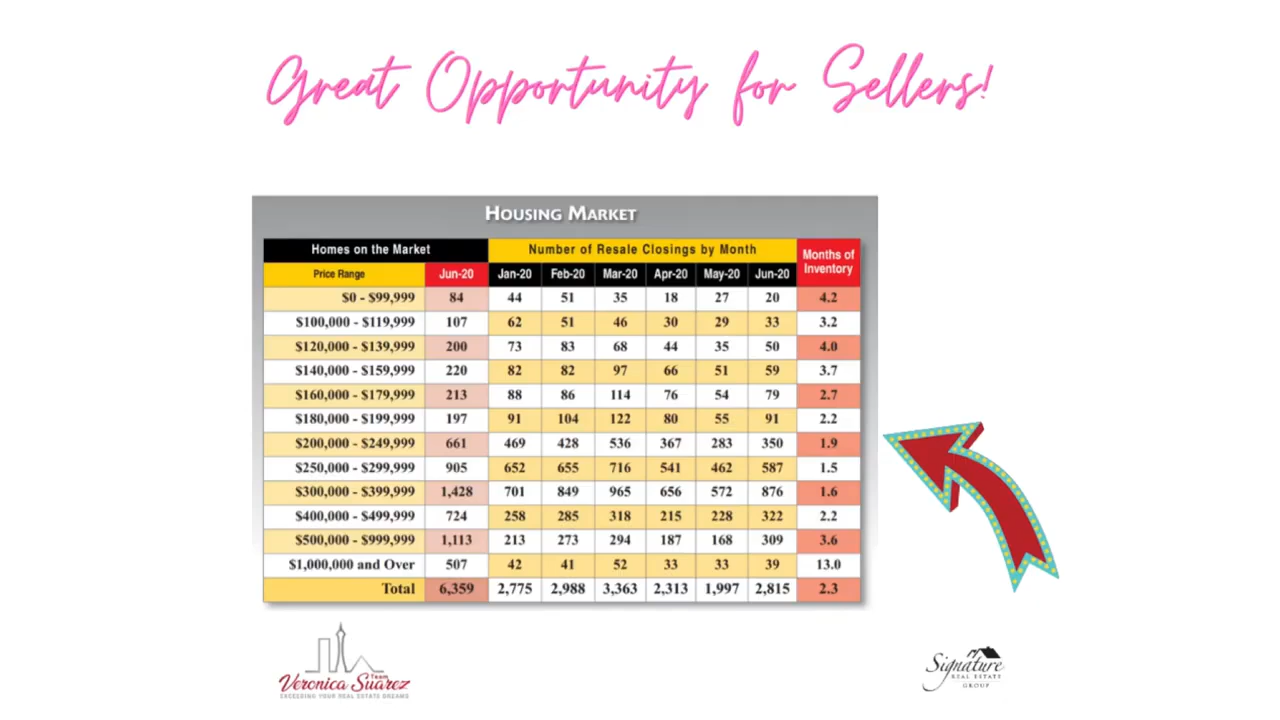 Great Opportunity for Sellers!
HOUSING MARKET
Homes on the Market Number of Resale Closings by Month Months of Inventory
Price Range Jun-20 Jan-20 Feb-20 Mar-20 Apr-20 May-20 Jun-20
$0 - $99,999 84 44 51 35 18 27 20 4.2
$100,000 - $119,999 107 62 51 46 30 29 33 3.2
$120,000 - $139,999 200 73 83 68 44 35 50 4.0
$140,000 - $159,999 220 82 82 97 66 51 59 3.7
$160,000 - $179,999 213 88 86 114 76 54 79 2.7
$180,000 - $199,999 197 91 104 122 80 55 91 2.2
$200,000 - $249,999 661 469 428 536 367 283 350 1.9
$250,000 - $299,999 905 652 655 716 541 462 587 1.5
$300,000 - $399,999 1,428 701 849 965 656 572 876 1.6
$400,000 - $499,999 724 258 285 318 215 228 322 2.2
$500,000 - $999,999 1,113 213 273 294 187 168 309 3.6
$1,000,000 and Over 507 42 41 52 33 33 39 13.0
Total 6,359 2,775 2,988 3,363 2,313 1,997 2,815 2.3
Team
VERONICA SUÁREZ
EXCEEDING YOUR REAL ESTATE DREAMS
Signature
REAL ESTATE
GROUP